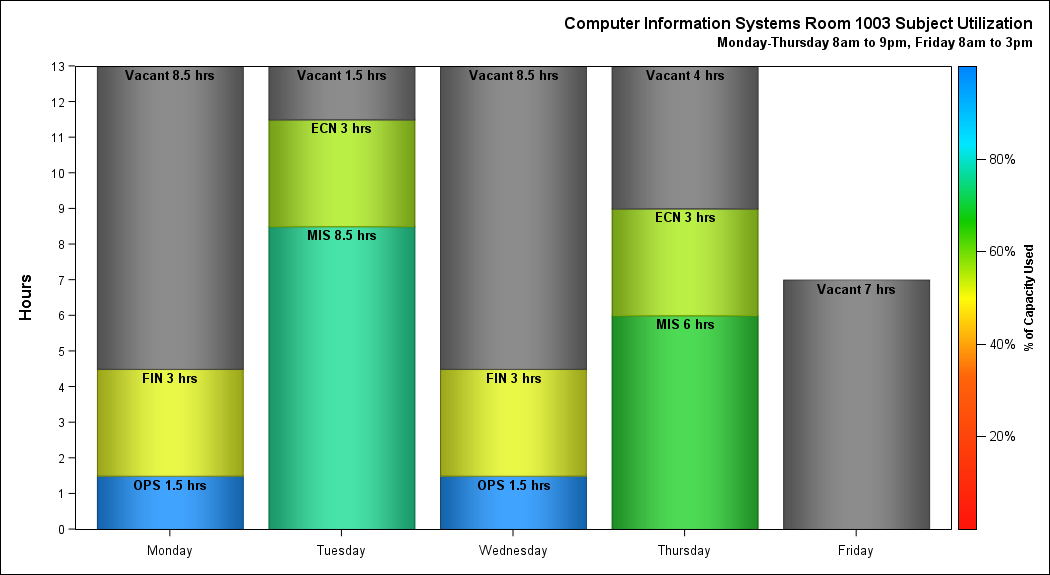 Computer Information Systems Room 1003 Subject Utilization
Monday-Thursday 8am to 9pm, Friday 8am to 3pm
Hours
13
12
11
10
9
8
7
6
5
4
3
2
1
0
Vacant 8.5 hrs
FIN 3 hrs
OPS 1.5 hrs
Vacant 1.5 hrs
ECN 3 hrs
MIS 8.5 hrs
Vacant 8.5 hrs
FIN 3 hrs
OPS 1.5 hrs
Vacant 4 hrs
ECN 3 hrs
MIS 6 hrs
Vacant 7 hrs
Monday
Tuesday
Wednesday
Thursday
Friday
80%
60%
40%
20%
% of Capacity Used